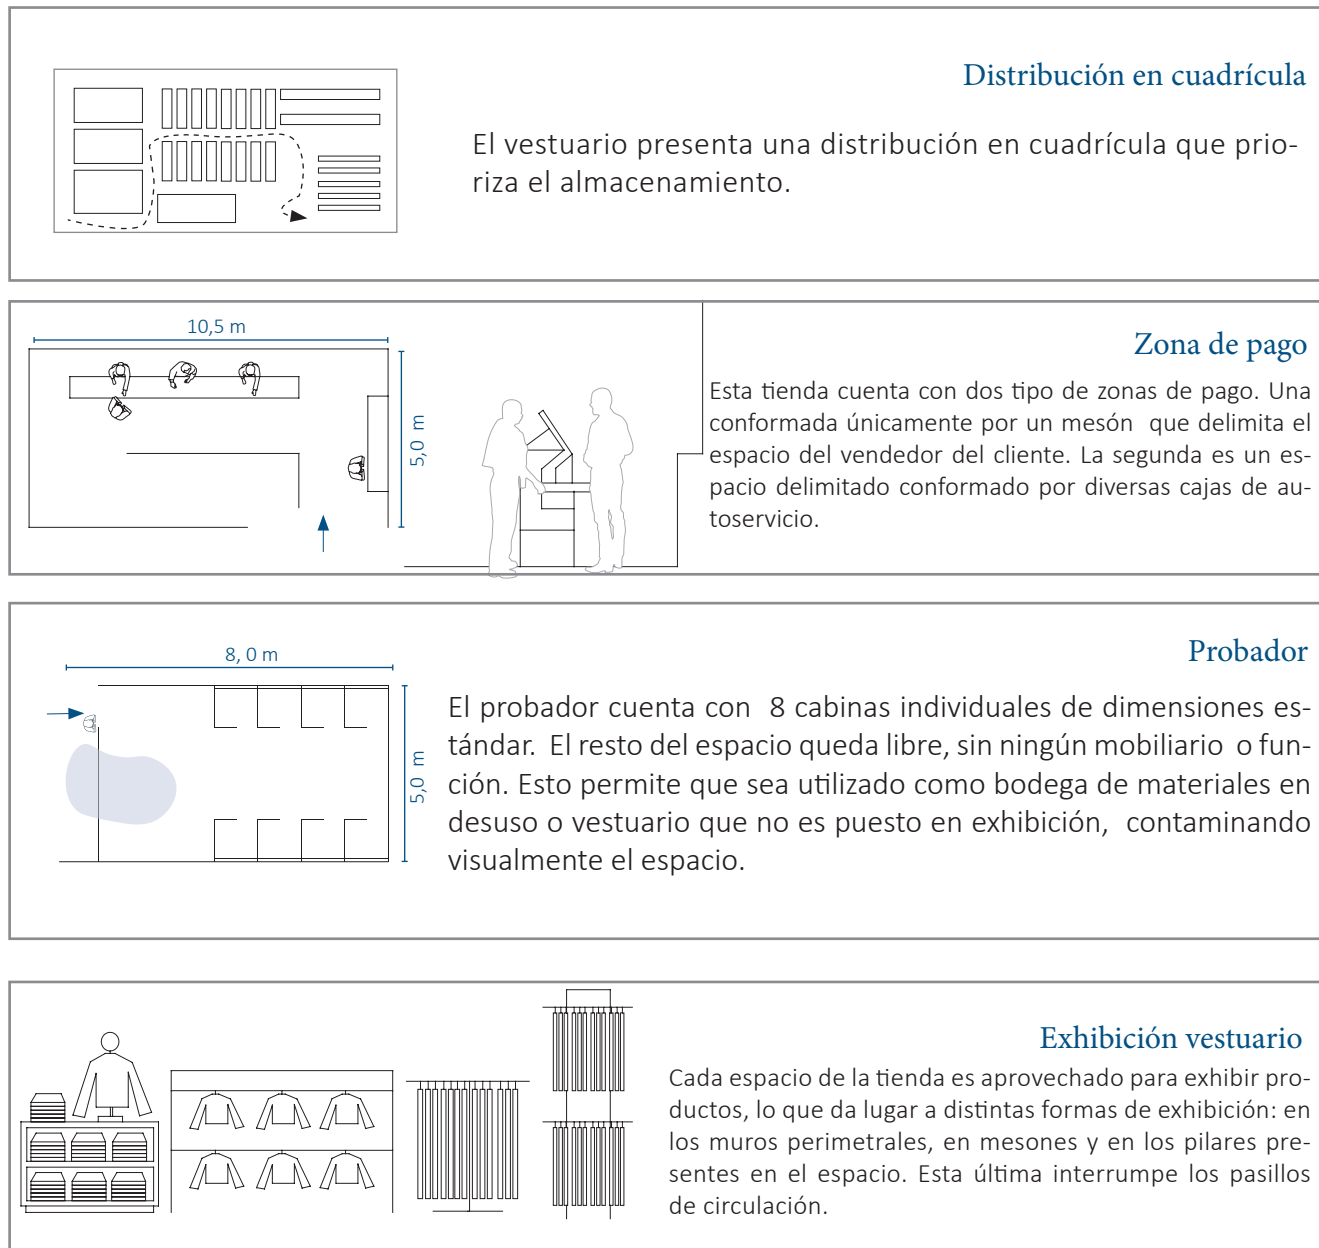 Distribución en cuadrícula
El vestuario presenta una distribución en cuadrícula que prio-
riza el almacenamiento.
10,5 m
5,0 m
Zona de pago
Esta tienda cuenta con dos tipo de zonas de pago. Una
conformada únicamente por un mesón que delimita el
espacio del vendedor del cliente. La segunda es un es-
pacio delimitado conformado por diversas cajas de au-
toservicio.
8, 0 m
5,0 m
Probador
El probador cuenta con 8 cabinas individuales de dimensiones es-
tándar. El resto del espacio queda libre, sin ningún mobiliario o fun-
ción. Esto permite que sea utilizado como bodega de materiales en
desuso o vestuario que no es puesto en exhibición, contaminando
visualmente el espacio.
Exhibición vestuario
Cada espacio de la tienda es aprovechado para exhibir pro-
ductos, lo que da lugar a distintas formas de exhibición: en
los muros perimetrales, en mesones y en los pilares pre-
sentes en el espacio. Esta última interrumpe los pasillos
de circulación.